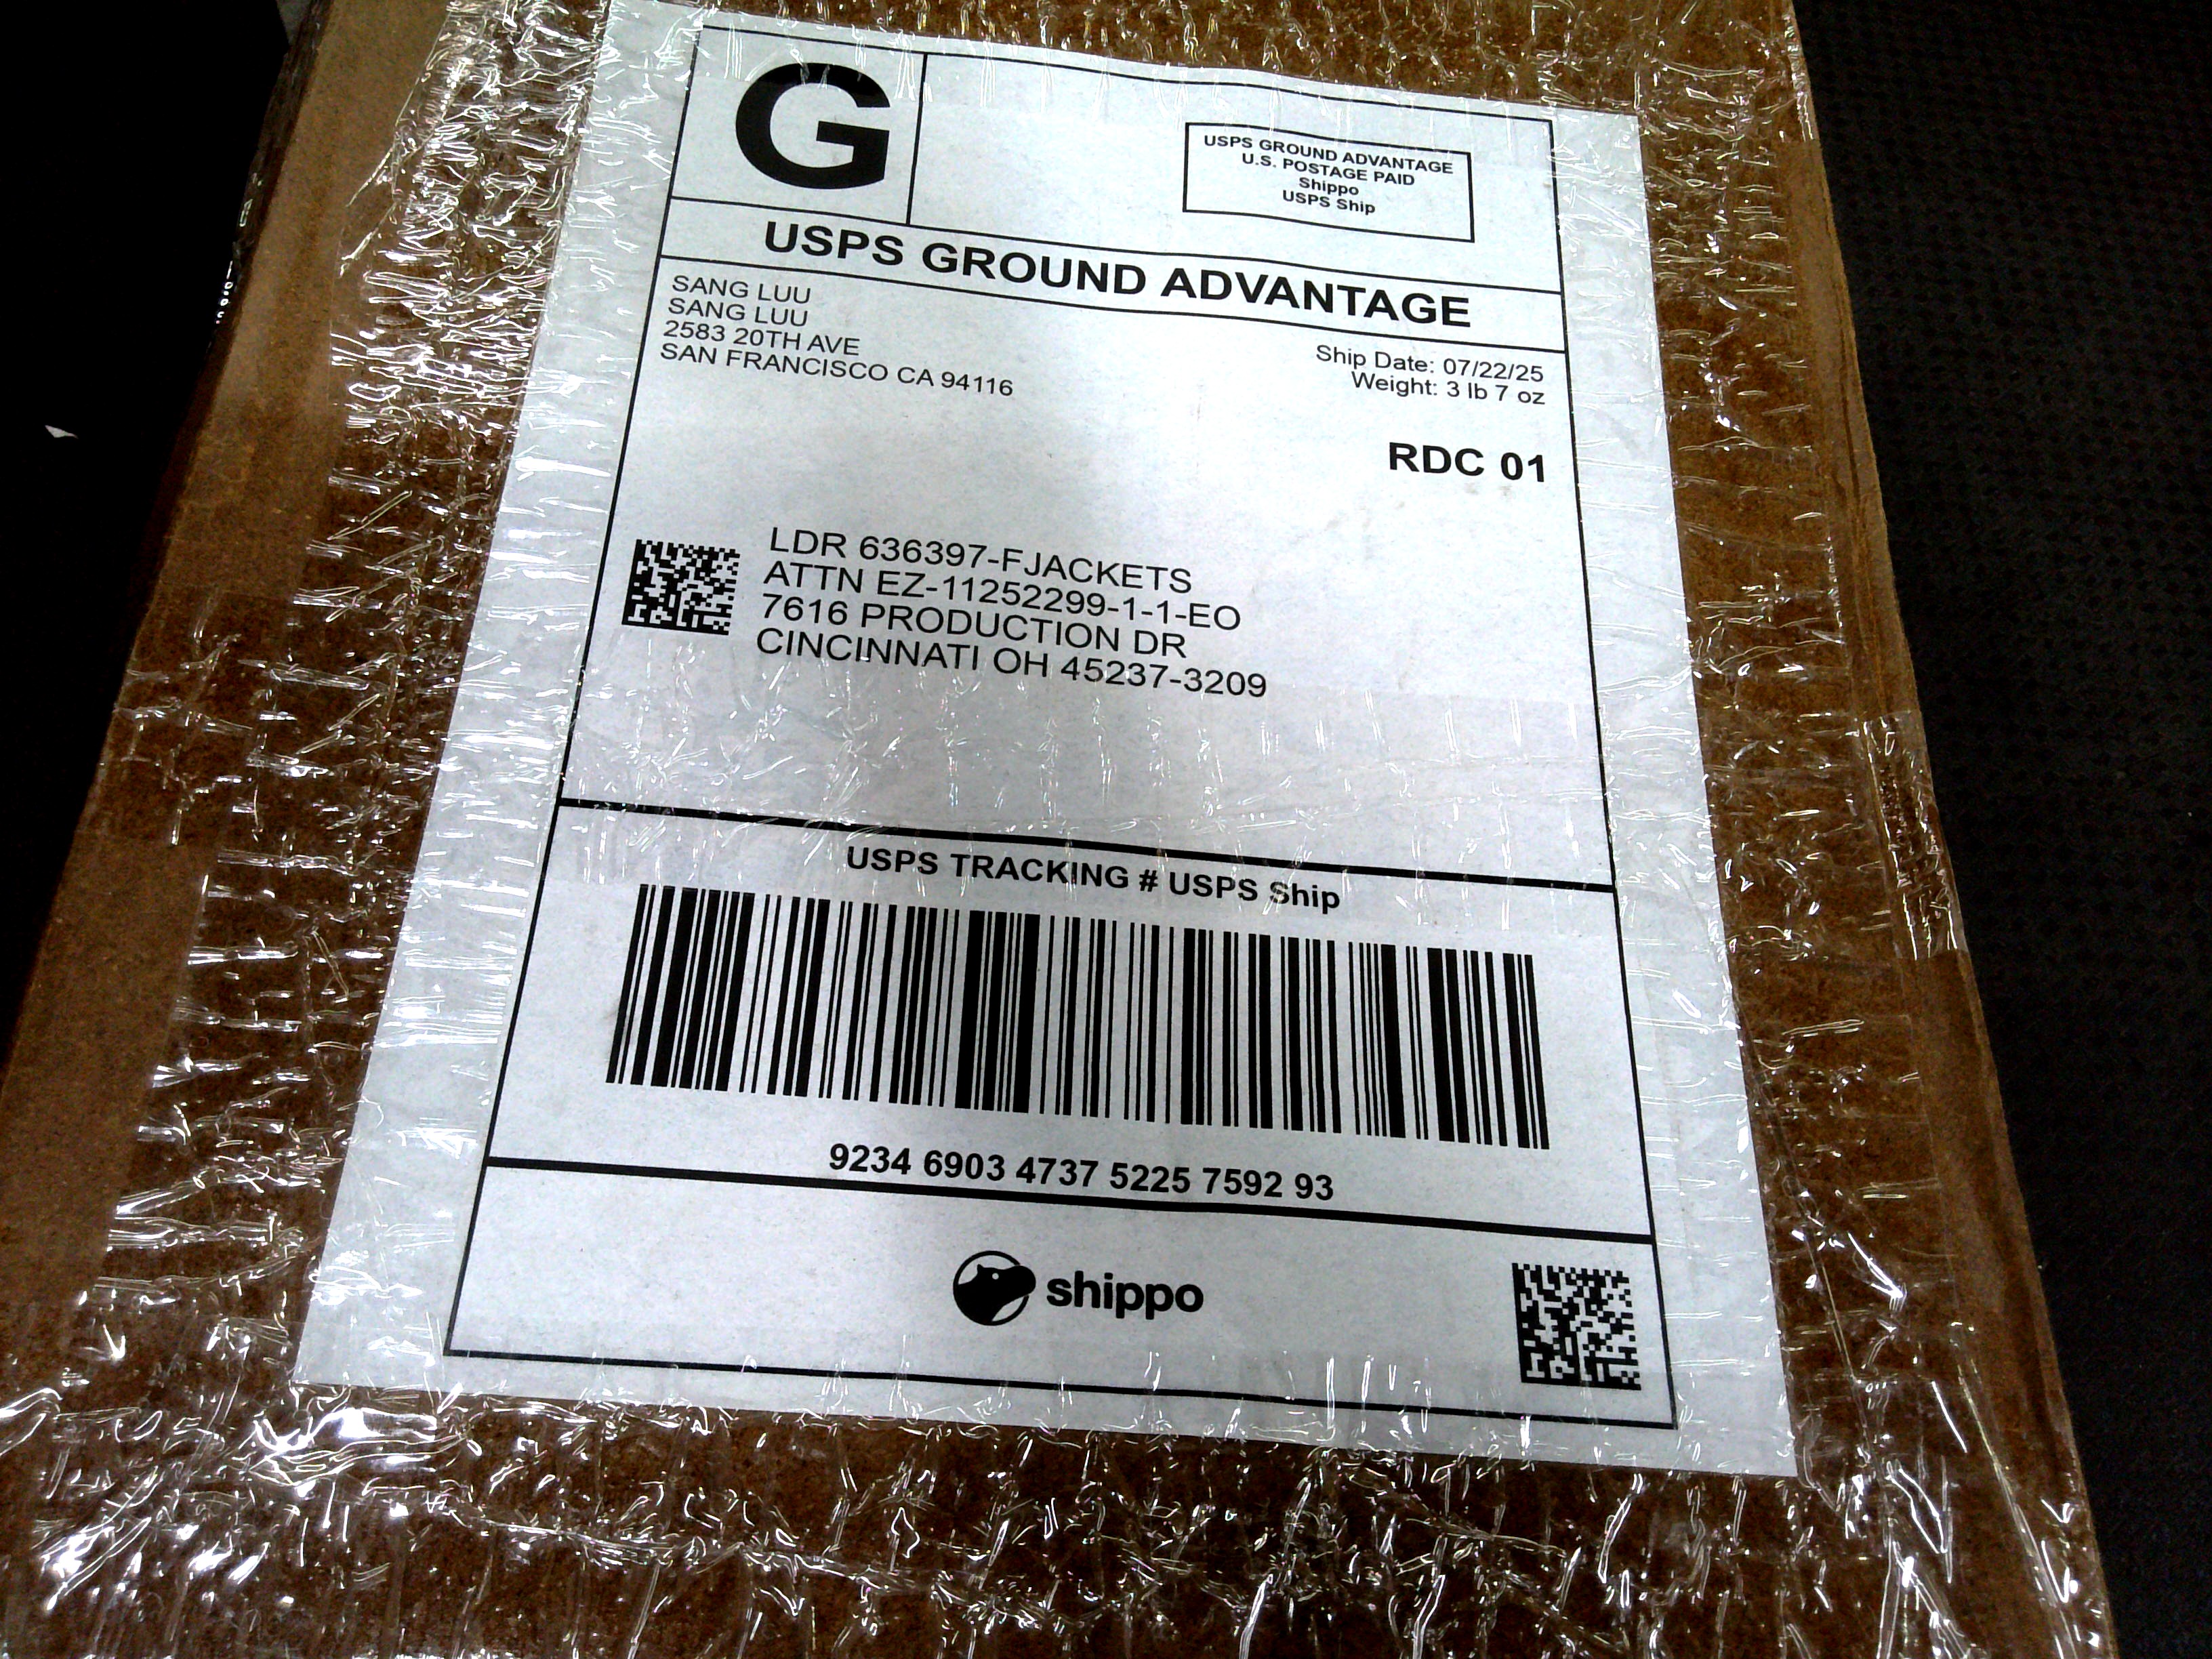 G
USPS GROUND ADVANTAGE
U.S. POSTAGE PAID
Shippo
USPS Ship
USPS GROUND ADVANTAGE
SANG LUU
SANG LUU
2583 20TH AVE
SAN FRANCISCO CA 94116
Ship Date: 07/22/25
Weight: 3 lb 7 oz
RDC 01
LDR 636397-FJACKETS
ATTN EZ-11252299-1-1-EO
7616 PRODUCTION DR
CINCINNATI OH 45237-3209
USPS TRACKING # USPS Ship
9234 6903 4737 5225 7592 93
shippo